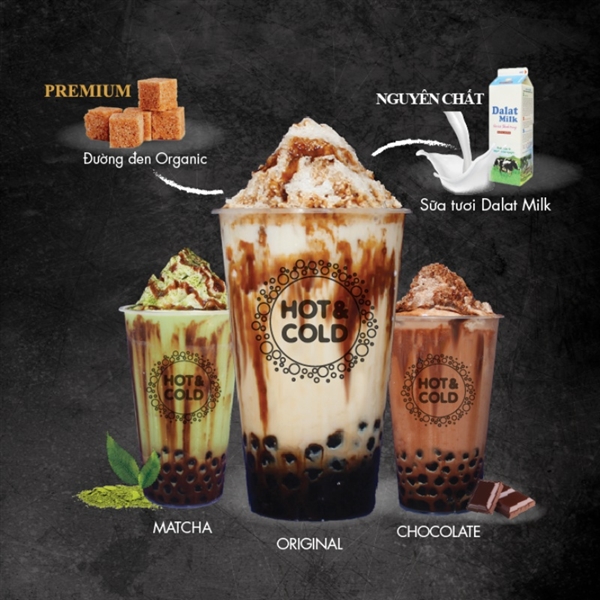 PREMIUM
Đường đen Organic
NGUYÊN CHẤT
Dalat
Milk
Sữa tươi Dalat Milk
HOT&
COLD
HOT&
COLD
HOT&
COLD
MATCHA
ORIGINAL
CHOCOLATE